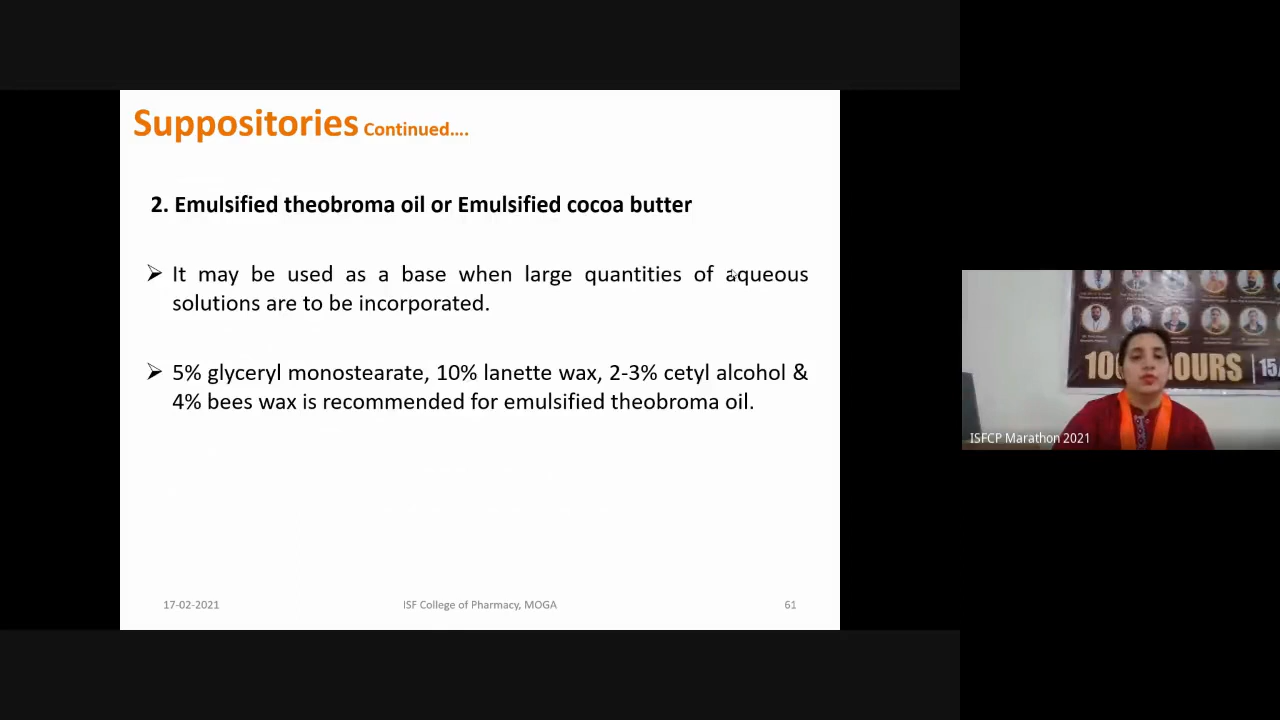 Suppositories Continued....
2. Emulsified theobroma oil or Emulsified cocoa butter
➢ It may be used as a base when large quantities of aqueous
solutions are to be incorporated.
➢ 5% glyceryl monostearate, 10% lanette wax, 2-3% cetyl alcohol &
4% bees wax is recommended for emulsified theobroma oil.
17-02-2021 ISF College of Pharmacy, MOGA 61
OURS 15/
ISFCP Marathon 2021